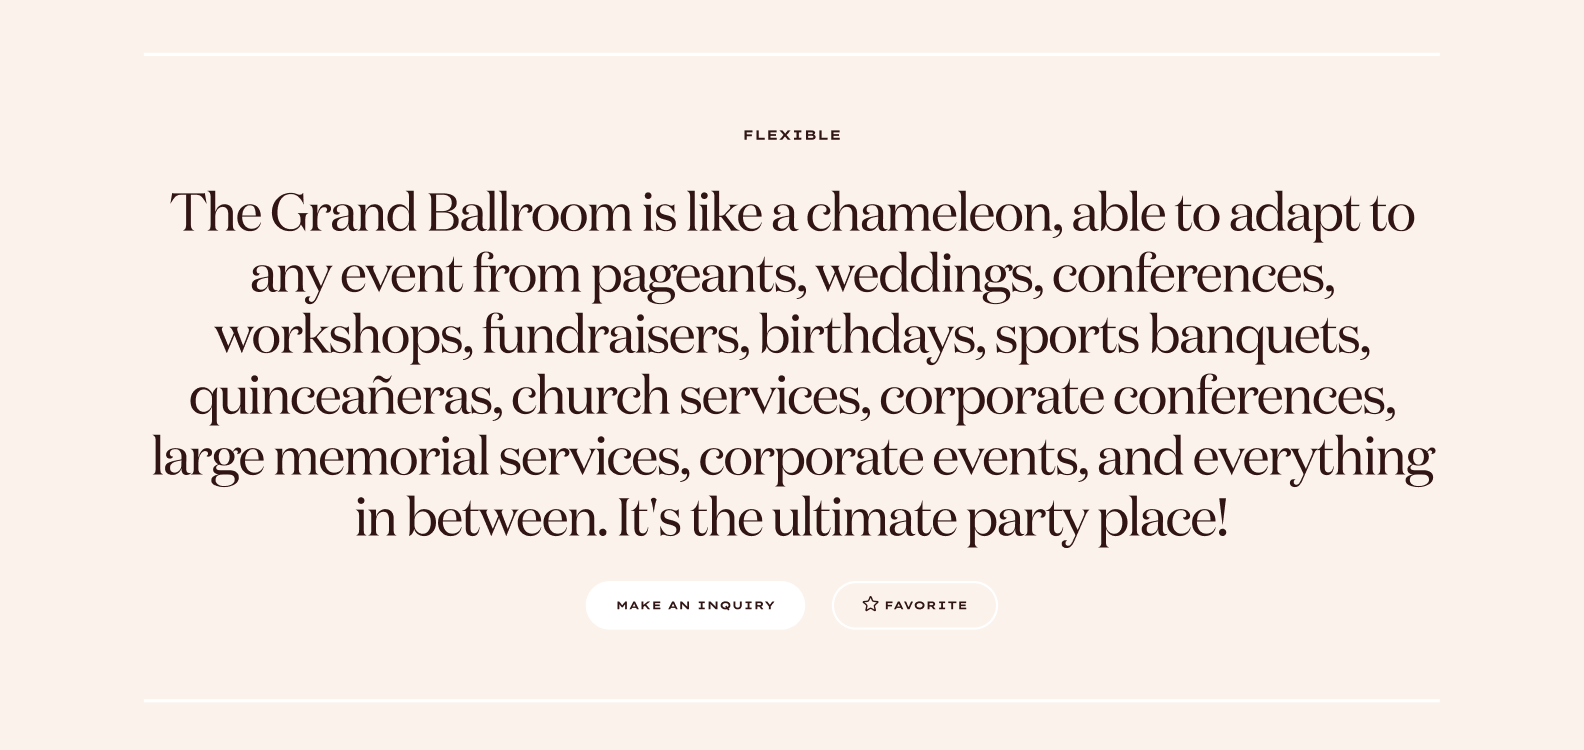 FLEXIBLE
The Grand Ballroom is like a chameleon, able to adapt to
any event from pageants, weddings, conferences,
workshops, fundraisers, birthdays, sports banquets,
quinceañeras, church services, corporate conferences,
large memorial services, corporate events, and everything
in between. It's the ultimate party place!
MAKE AN INQUIRY
FAVORITE